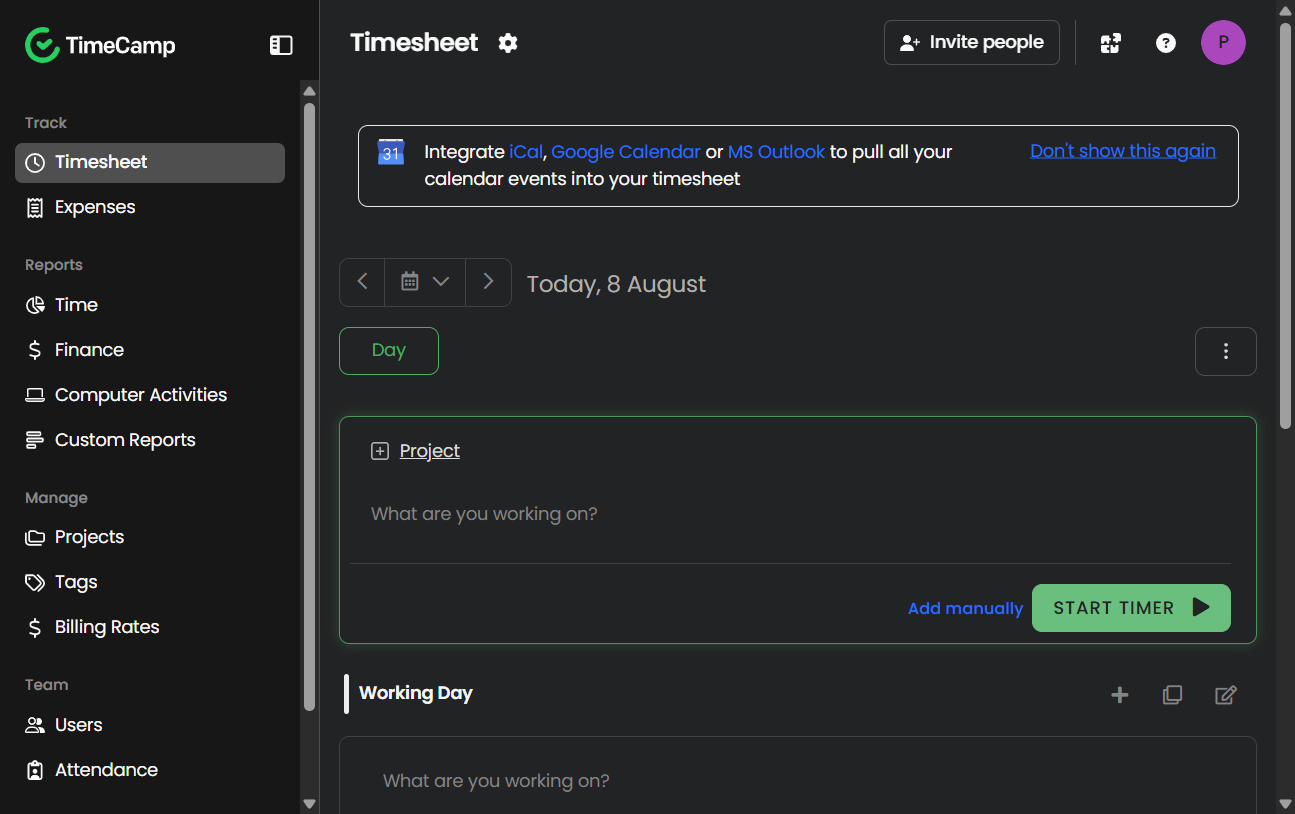 TimeCamp
Track
Timesheet
Expenses
Reports
Time
Finance
Computer Activities
Custom Reports
Manage
Projects
Tags
Billing Rates
Team
Users
Attendance
Timesheet
Invite people
P
31
Integrate iCal, Google Calendar or MS Outlook to pull all your
calendar events into your timesheet
Don't show this again
Today, 8 August
Day
Project
What are you working on?
Add manually
START TIMER
Working Day
What are you working on?